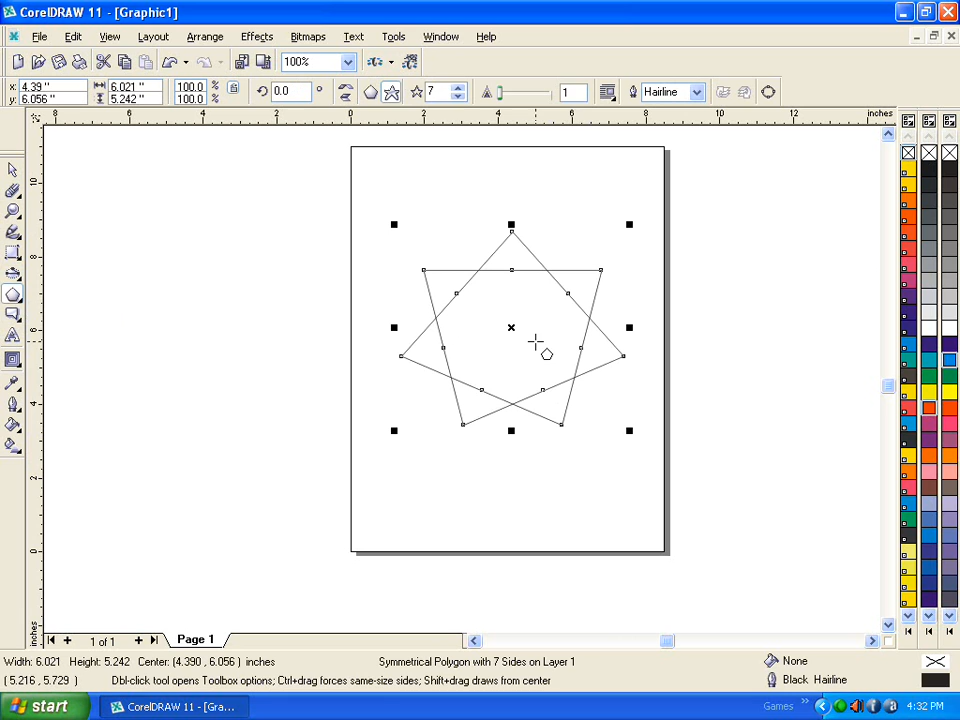 CorelDRAW 11 - [Graphic1]
File Edit View Layout Arrange Effects Bitmaps Text Tools Window Help
100%
x: 4.39 " 6.021 " 100.0 % 0.0 ° 7 1 Hairline
y: 6.056 " 5.242 " 100.0 %
8 6 4 2 0 2 4 6 8 10 12 inches
10
8
6
4
2
0
inches
1 of 1 Page 1
Width: 6.021 Height: 5.242 Center: (4.390 , 6.056 ) inches Symmetrical Polygon with 7 Sides on Layer 1 None
( 5.216 , 5.729 ) Dbl-click tool opens Toolbox options; Ctrl+drag forces same-size sides; Shift+drag draws from center Black Hairline
start CorelDRAW 11 - [Gra... Games » 4:32 PM